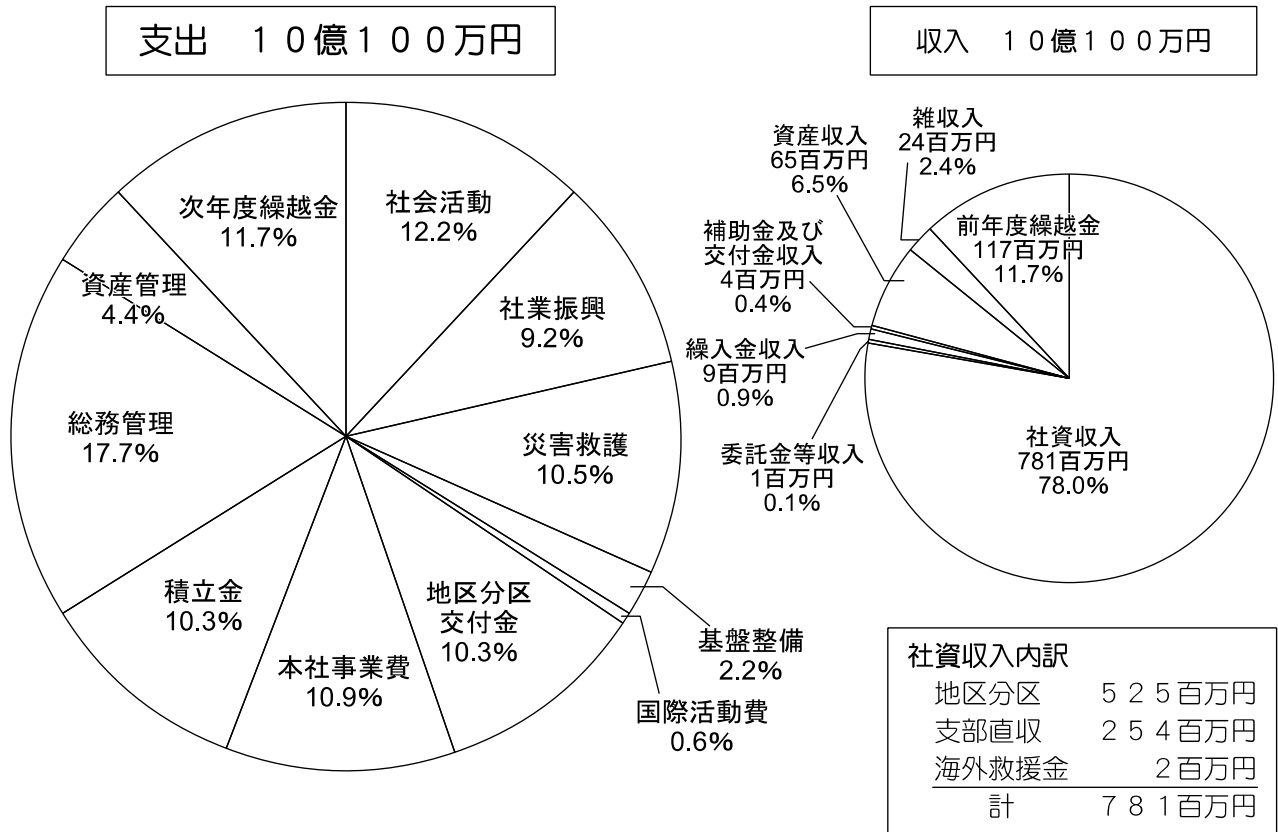 支出　１０億１００万円
次年度繰越金
11.7%
社会活動
12.2%
社業振興
9.2%
災害救護
10.5%
基盤整備
2.2%
国際活動費
0.6%
地区分区
交付金
10.3%
本社事業費
10.9%
積立金
10.3%
総務管理
17.7%
資産管理
4.4%
収入　１０億１００万円
雑収入
24百万円
2.4%
資産収入
65百万円
6.5%
補助金及び
交付金収入
4百万円
0.4%
繰入金収入
9百万円
0.9%
委託金等収入
1百万円
0.1%
前年度繰越金
117百万円
11.7%
社資収入
781百万円
78.0%
社資収入内訳
地区分区　５２５百万円
支部直収　２５４百万円
海外救援金　２百万円
計　７８１百万円